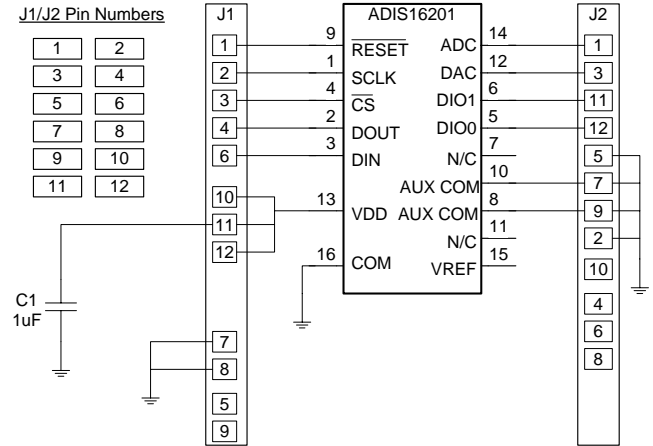 J1/J2 Pin Numbers
1 2
3 4
5 6
7 8
9 10
11 12
C1
1uF
J1
1
2
3
4
6
10
11
12
7
8
5
9
ADIS16201
9 RESET
1 SCLK
4 CS
2 DOUT
3 DIN
13 VDD
16 COM
ADC 14
DAC 12
DIO1 6
DIO0 5
N/C 7
AUX COM 10
AUX COM 8
N/C 11
VREF 15
J2
1
3
11
12
5
7
9
2
10
4
6
8